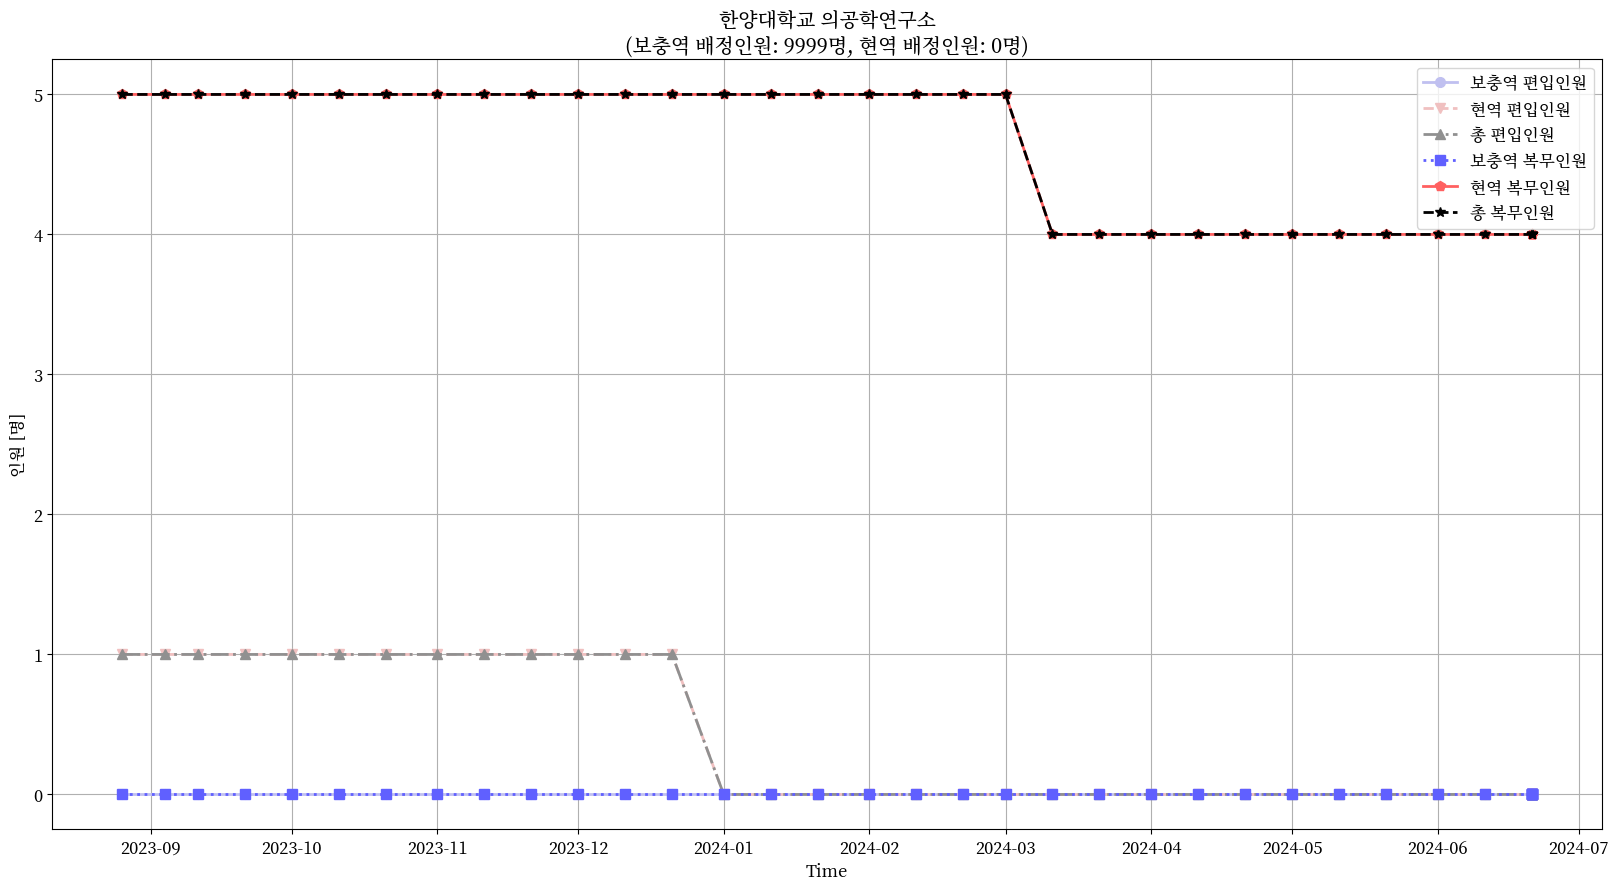 한양대학교 의공학연구소
(보충역 배정인원: 9999명, 현역 배정인원: 0명)
보충역 편입인원
현역 편입인원
총 편입인원
보충역 복무인원
현역 복무인원
총 복무인원
5
4
3
2
1
0
인원 [명]
2023-09
2023-10
2023-11
2023-12
2024-01
2024-02
2024-03
2024-04
2024-05
2024-06
2024-07
Time